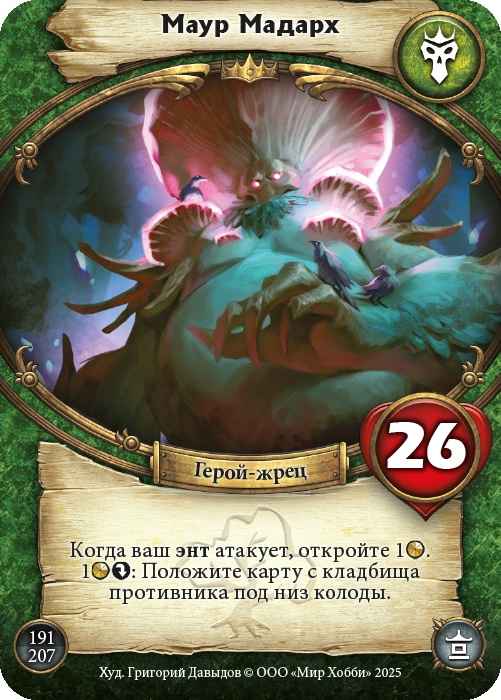 Маур Мадарх
26
Герой-жрец
Когда ваш энт атакует, откройте 1.
1: Положите карту с кладбища
противника под низ колоды.
191
207
Худ. Григорий Давыдов © ООО «Мир Хобби» 2025